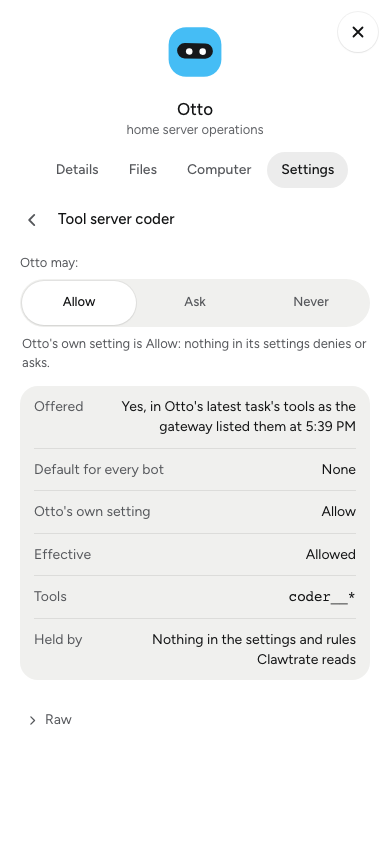 Otto
home server operations
Details Files Computer Settings
Tool server coder
Otto may:
Allow Ask Never
Otto's own setting is Allow: nothing in its settings denies or
asks.
Offered Yes, in Otto's latest task's tools as the
gateway listed them at 5:39 PM
Default for every bot None
Otto's own setting Allow
Effective Allowed
Tools coder__*
Held by Nothing in the settings and rules
Clawtrate reads
Raw